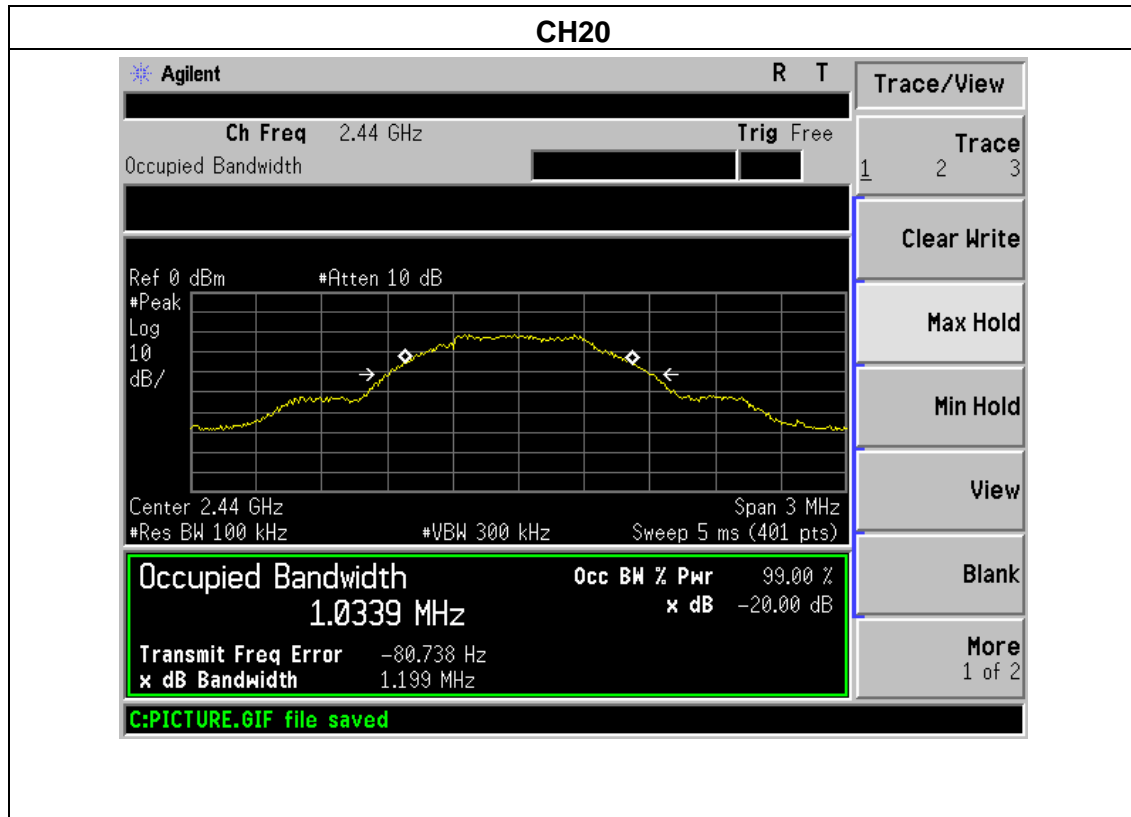 CH20
Agilent R T
Trace/View
Ch Freq 2.44 GHz Trig Free
Occupied Bandwidth
Trace
1 2 3
Clear Write
Ref 0 dBm #Atten 10 dB
#Peak
Log
10
dB/
Max Hold
Min Hold
View
Center 2.44 GHz Span 3 MHz
#Res BW 100 kHz #VBW 300 kHz Sweep 5 ms (401 pts)
Occupied Bandwidth Occ BW % Pwr 99.00 %
1.0339 MHz x dB -20.00 dB
Blank
Transmit Freq Error -80.738 Hz
x dB Bandwidth 1.199 MHz
More
1 of 2
C:PICTURE.GIF file saved